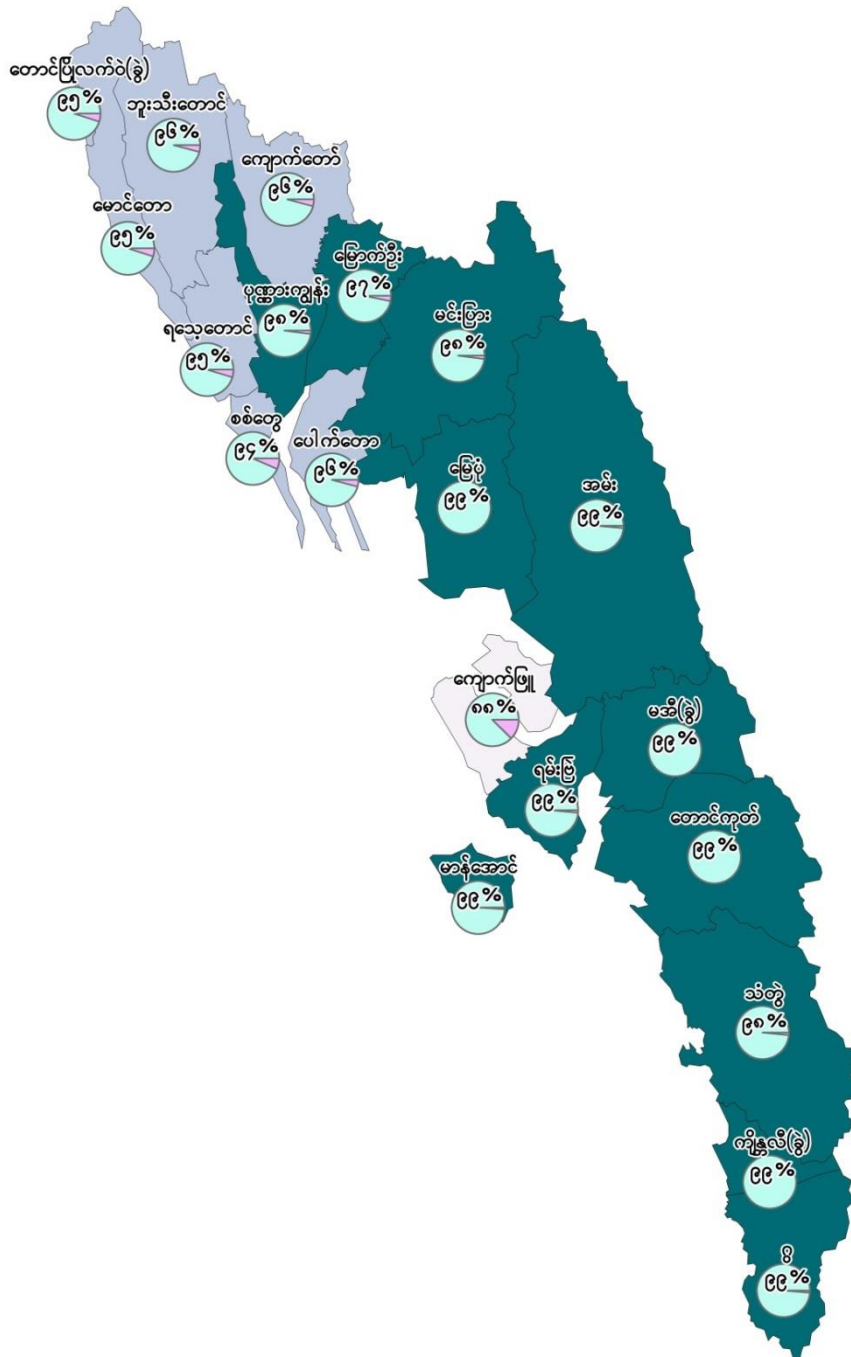 တောင်ပြိုလက်ဝဲ(ခွဲ)
၉၅%
ဘူးသီးတောင်
၉၆%
ကျောက်တော်
၉၆%
မောင်တော
၉၅%
မြောက်ဦး
၉၇%
ပုဏ္ဏားကျွန်း
၉၈%
မင်းပြား
၉၈%
ရသေ့တောင်
၉၅%
စစ်တွေ
၉၄%
ပေါက်တော
၉၆%
မြေပုံ
၉၉%
အမ်း
၉၉%
ကျောက်ဖြူ
၈၈%
မအီ(ခွဲ)
၉၉%
ရမ်းဗြဲ
၉၉%
တောင်ကုတ်
၉၉%
မာန်အောင်
၉၉%
သံတွဲ
၉၈%
ကျိန္တလီ(ခွဲ)
၉၉%
ဂွ
၉၉%